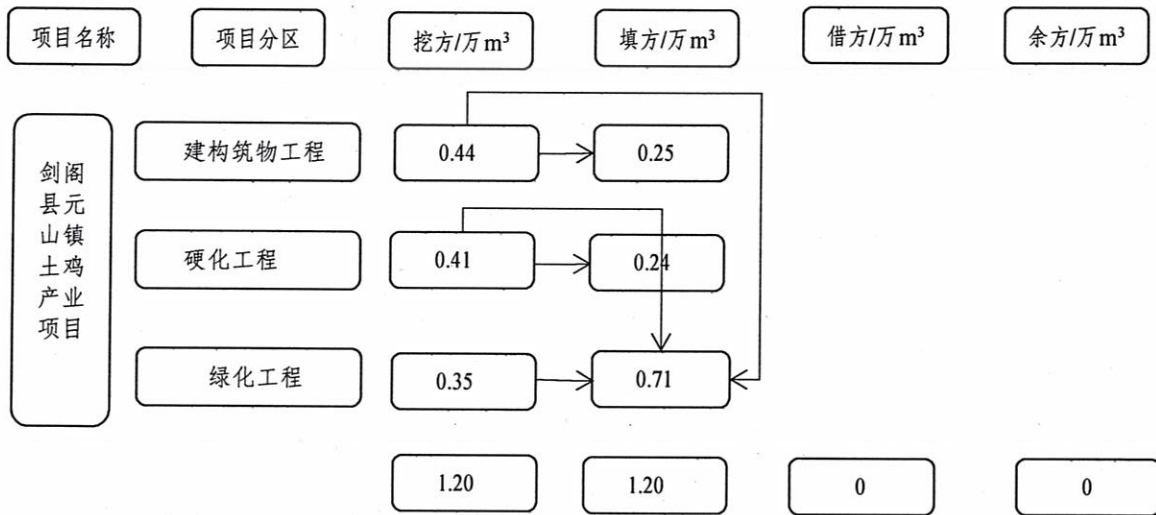 项目名称 项目分区 挖方/万m³ 填方/万m³ 借方/万m³ 余方/万m³
剑阁
县元
山镇
土鸡
产业
项目
建构筑物工程 0.44 0.25
硬化工程 0.41 0.24
绿化工程 0.35 0.71
1.20 1.20 0 0